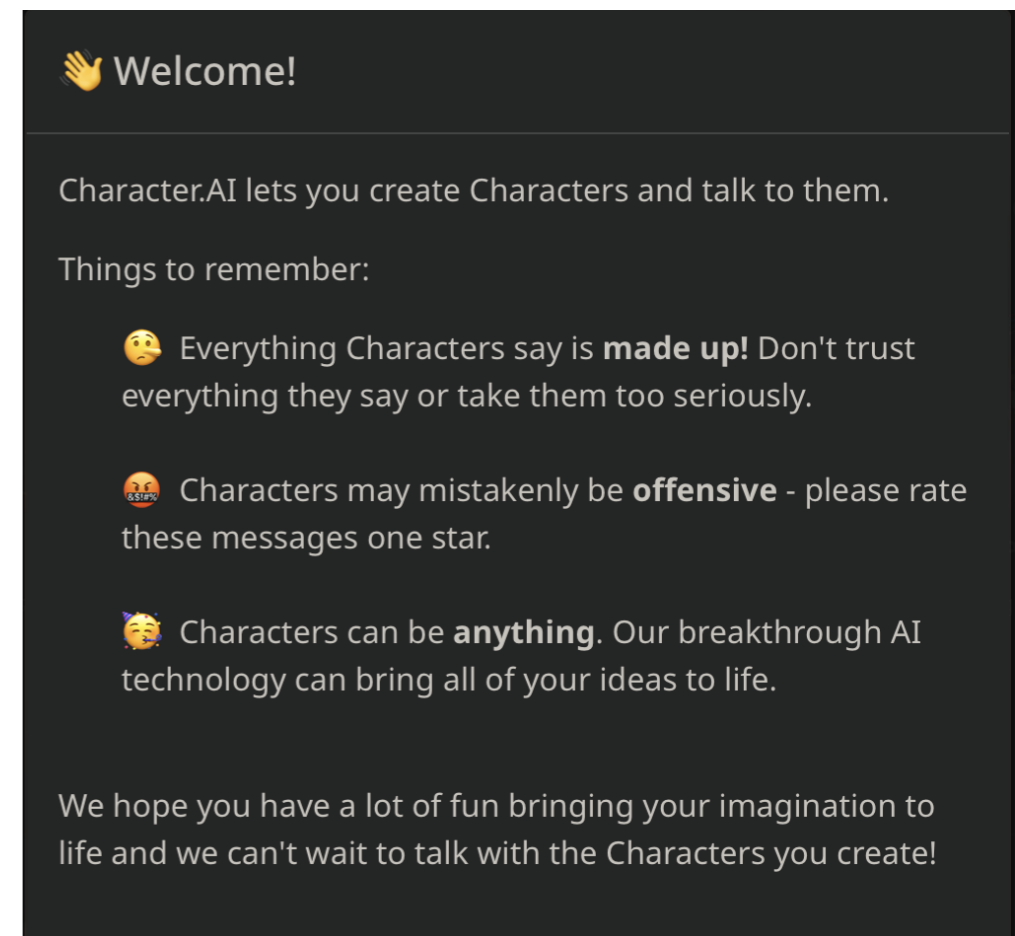 👋 Welcome!
Character.AI lets you create Characters and talk to them.
Things to remember:
🤥 Everything Characters say is made up! Don't trust
everything they say or take them too seriously.
🤬 Characters may mistakenly be offensive - please rate
these messages one star.
🥳 Characters can be anything. Our breakthrough AI
technology can bring all of your ideas to life.
We hope you have a lot of fun bringing your imagination to
life and we can't wait to talk with the Characters you create!